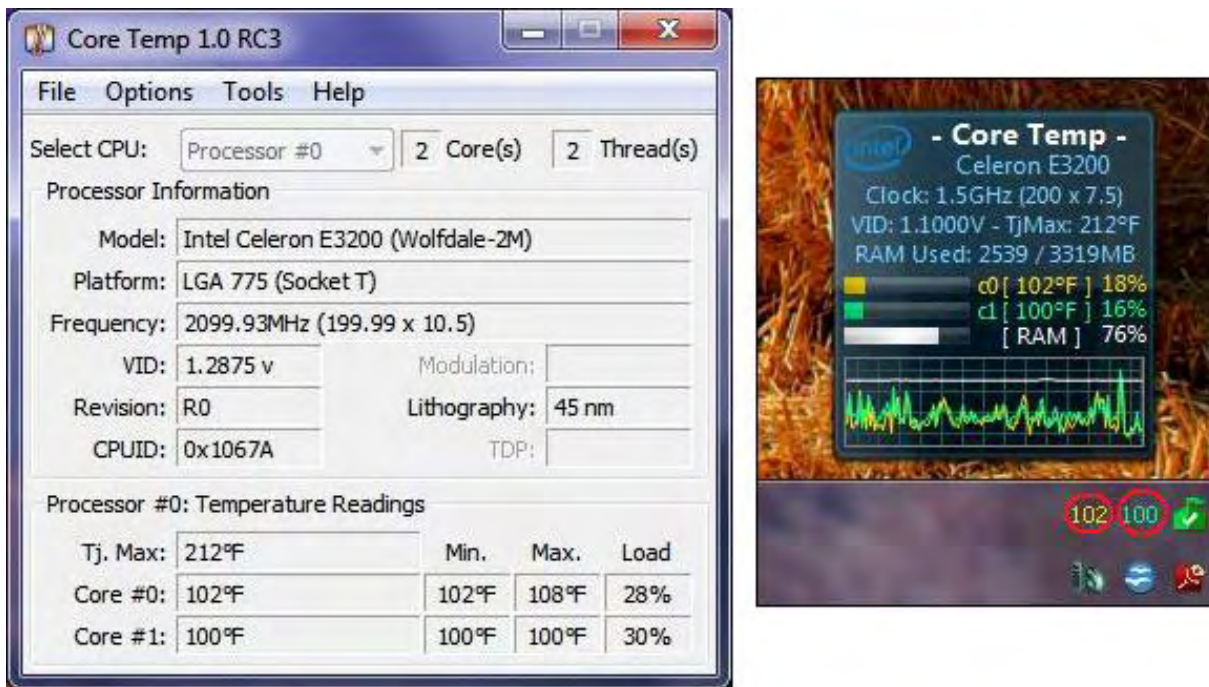 Core Temp 1.0 RC3
File Options Tools Help
Select CPU: Processor #0 2 Core(s) 2 Thread(s)
Processor Information
Model: Intel Celeron E3200 (Wolfdale-2M)
Platform: LGA 775 (Socket T)
Frequency: 2099.93MHz (199.99 x 10.5)
VID: 1.2875 v Modulation:
Revision: R0 Lithography: 45 nm
CPUID: 0x1067A TDP:
Processor #0: Temperature Readings
Tj. Max: 212°F Min. Max. Load
Core #0: 102°F 102°F 108°F 28%
Core #1: 100°F 100°F 100°F 30%
intel - Core Temp -
Celeron E3200
Clock: 1.5GHz (200 x 7.5)
VID: 1.1000V - TjMax: 212°F
RAM Used: 2539 / 3319MB
c0[ 102°F ] 18%
c1[ 100°F ] 16%
[ RAM ] 76%
102 100